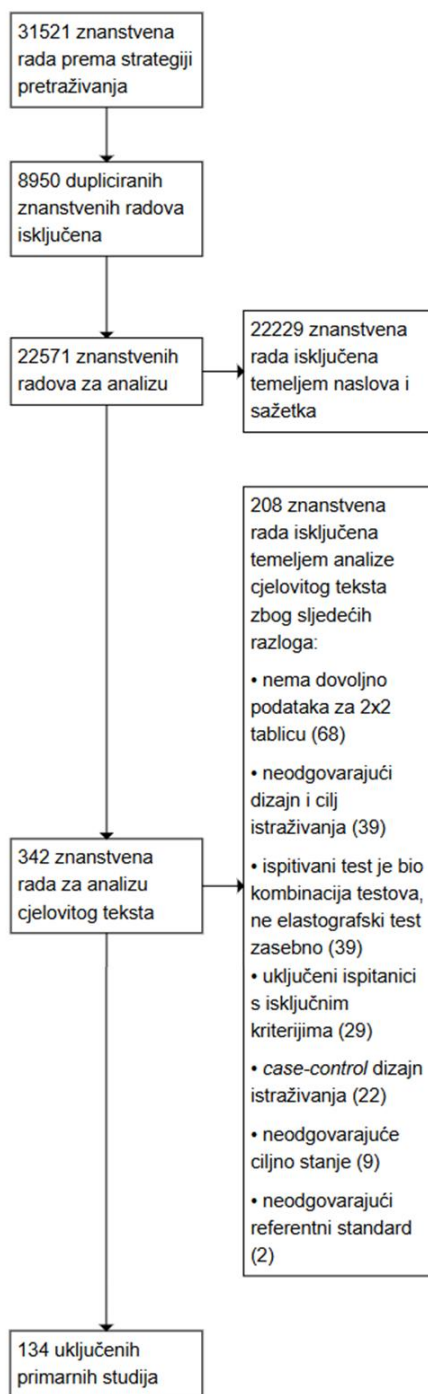 31521 znanstvena
rada prema strategiji
pretraživanja
8950 dupliciranih
znanstvenih radova
isključena
22571 znanstvenih
radova za analizu
22229 znanstvena
rada isključena
temeljem naslova i
sažetka
342 znanstvena
rada za analizu
cjelovitog teksta
208 znanstvena
rada isključena
temeljem analize
cjelovitog teksta
zbog sljedećih
razloga:
• nema dovoljno
podataka za 2x2
tablicu (68)
• neodgovarajući
dizajn i cilj
istraživanja (39)
• ispitivani test je bio
kombinacija testova,
ne elastografski test
zasebno (39)
• uključeni ispitanici
s isključnim
kriterijima (29)
• case-control dizajn
istraživanja (22)
• neodgovarajuće
ciljno stanje (9)
• neodgovarajući
referentni standard
(2)
134 uključenih
primarnih studija